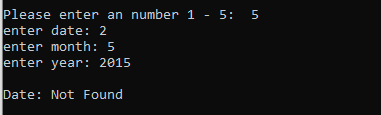 Please enter an number 1 - 5:  5
enter date: 2
enter month: 5
enter year: 2015
Date: Not Found